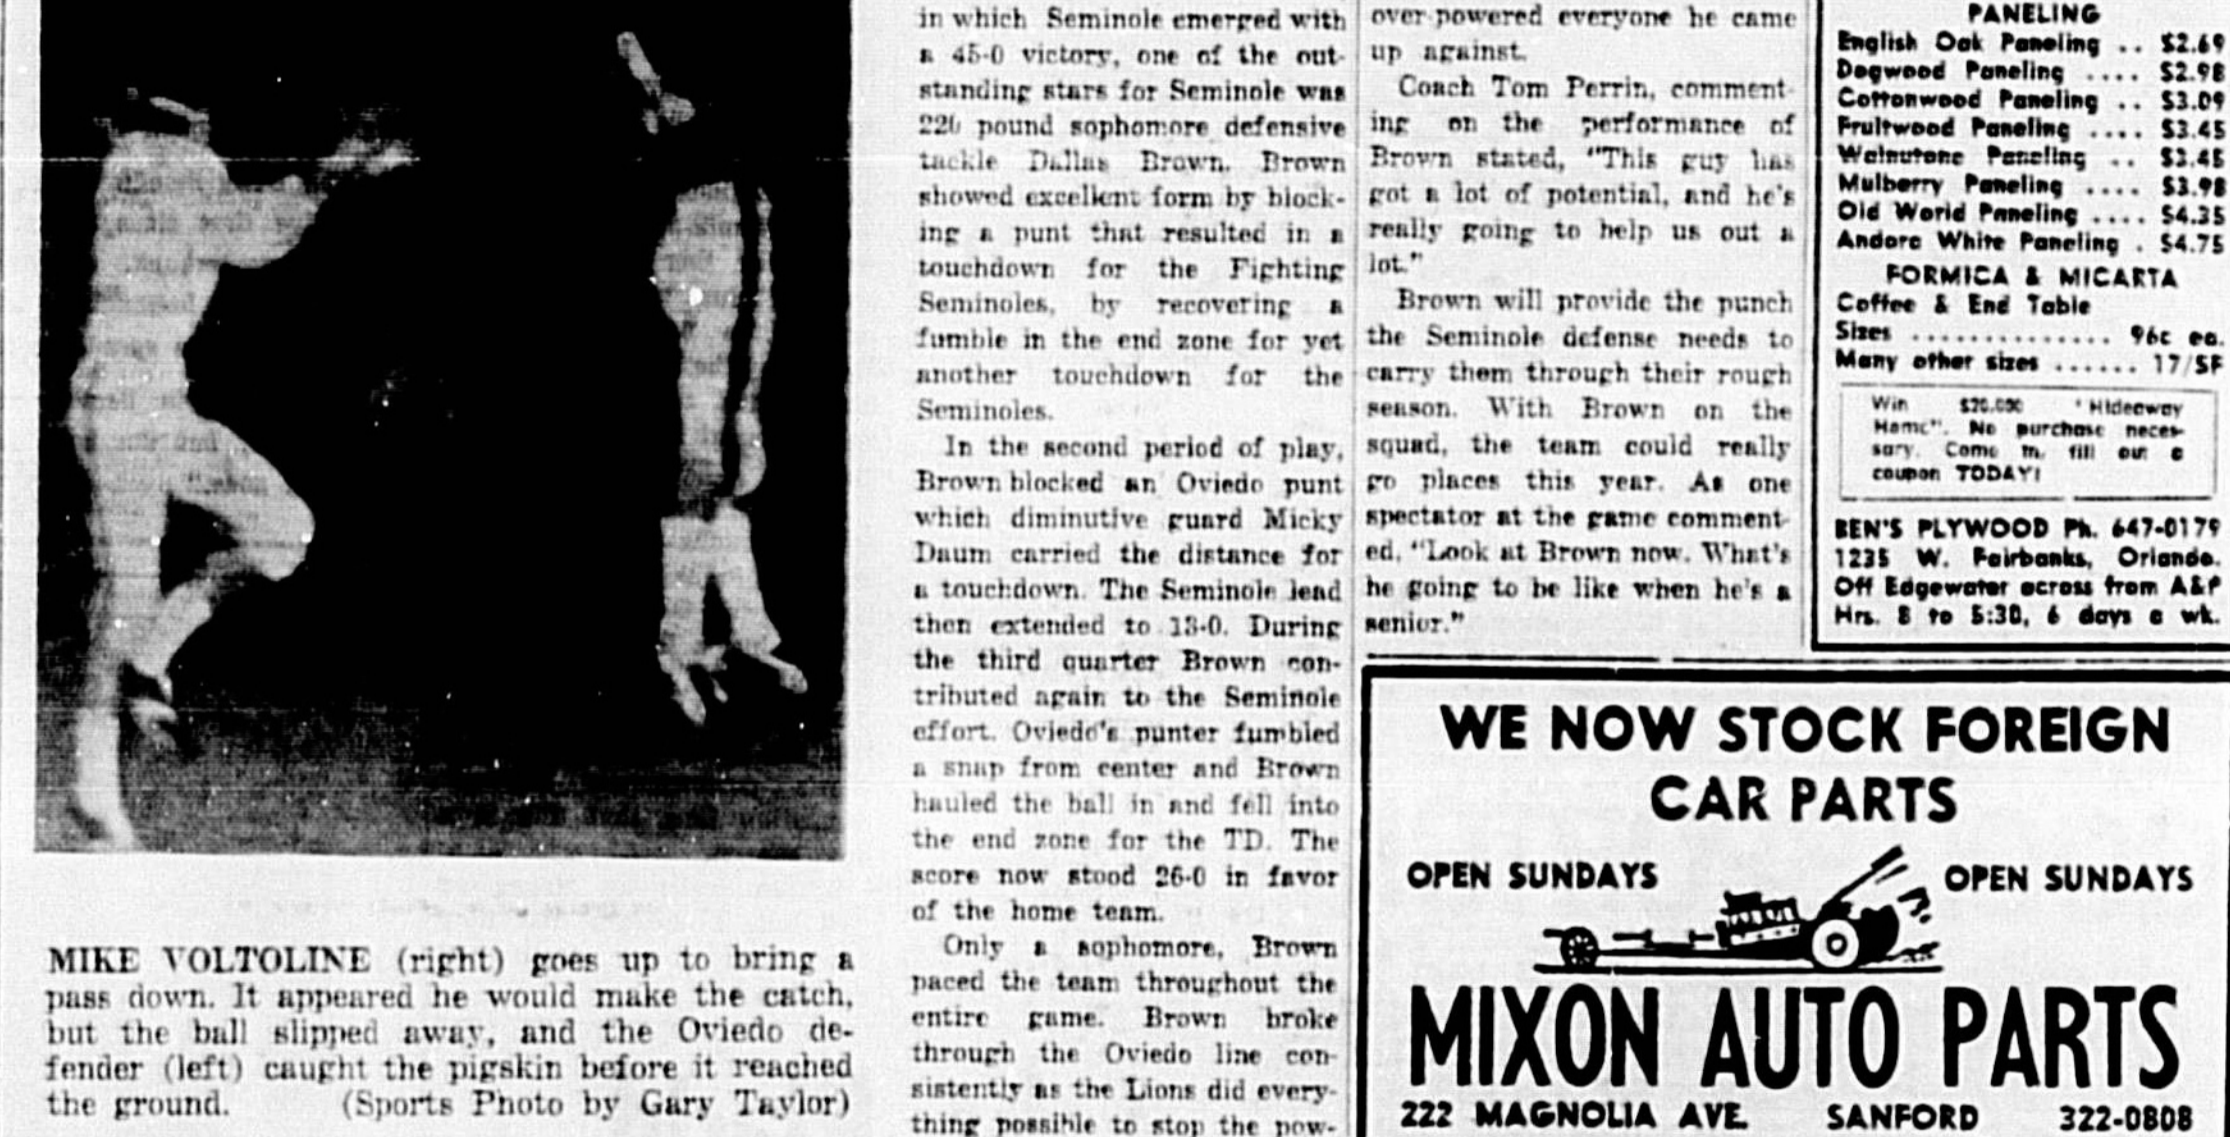 in which Seminole emerged with
a 45-0 victory, one of the out-
standing stars for Seminole was
220 pound sophomore defensive
tackle Dallas Brown. Brown
showed excellent form by block-
ing a punt that resulted in a
touchdown for the Fighting
Seminoles, by recovering a
fumble in the end zone for yet
another touchdown for the
Seminoles.
In the second period of play,
Brown blocked an Oviedo punt
which diminutive guard Micky
Daum carried the distance for
a touchdown. The Seminole lead
then extended to 13-0. During
the third quarter Brown con-
tributed again to the Seminole
effort. Oviedo's punter fumbled
a snap from center and Brown
hauled the ball in and fell into
the end zone for the TD. The
score now stood 26-0 in favor
of the home team.
Only a sophomore, Brown
paced the team throughout the
entire game. Brown broke
through the Oviedo line con-
sistently as the Lions did every-
thing possible to stop the pow-
over-powered everyone he came
up against.
Coach Tom Perrin, comment-
ing on the performance of
Brown stated, "This guy has
got a lot of potential, and he's
really going to help us out a
lot."
Brown will provide the punch
the Seminole defense needs to
carry them through their rough
season. With Brown on the
squad, the team could really
go places this year. As one
spectator at the game comment-
ed, "Look at Brown now. What's
he going to be like when he's a
senior."
MIKE VOLTOLINE (right) goes up to bring a
pass down. It appeared he would make the catch,
but the ball slipped away, and the Oviedo de-
fender (left) caught the pigskin before it reached
the ground. (Sports Photo by Gary Taylor)
PANELING
English Oak Paneling .. $2.69
Dogwood Paneling .... $2.98
Cottonwood Paneling .. $3.09
Fruitwood Paneling .... $3.45
Walnutone Paneling .. $3.45
Mulberry Paneling .... $3.98
Old World Paneling .... $4.35
Andora White Paneling . $4.75
FORMICA & MICARTA
Coffee & End Table
Sizes .............. 96c ea.
Many other sizes ...... 17/SF
Win "Hideaway
Home". No purchase neces-
sary. Come in, fill out a
coupon TODAY!
BEN'S PLYWOOD Ph. 647-0179
1235 W. Fairbanks, Orlando.
Off Edgewater across from A&P
Hrs. 8 to 5:30, 6 days a wk.
WE NOW STOCK FOREIGN
CAR PARTS
OPEN SUNDAYS OPEN SUNDAYS
MIXON AUTO PARTS
222 MAGNOLIA AVE. SANFORD 322-0808